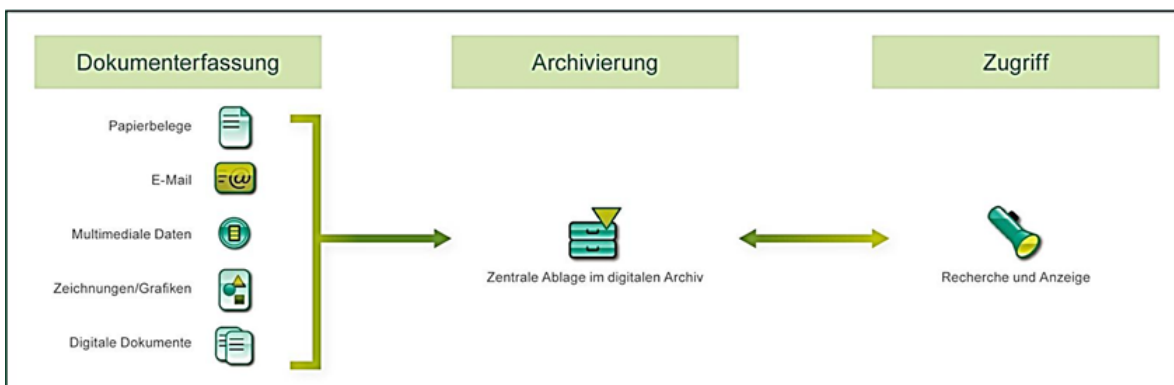 Dokumenterfassung
Archivierung
Zugriff
Papierbelege
E-Mail
Multimediale Daten
Zeichnungen/Grafiken
Digitale Dokumente
Zentrale Ablage im digitalen Archiv
Recherche und Anzeige